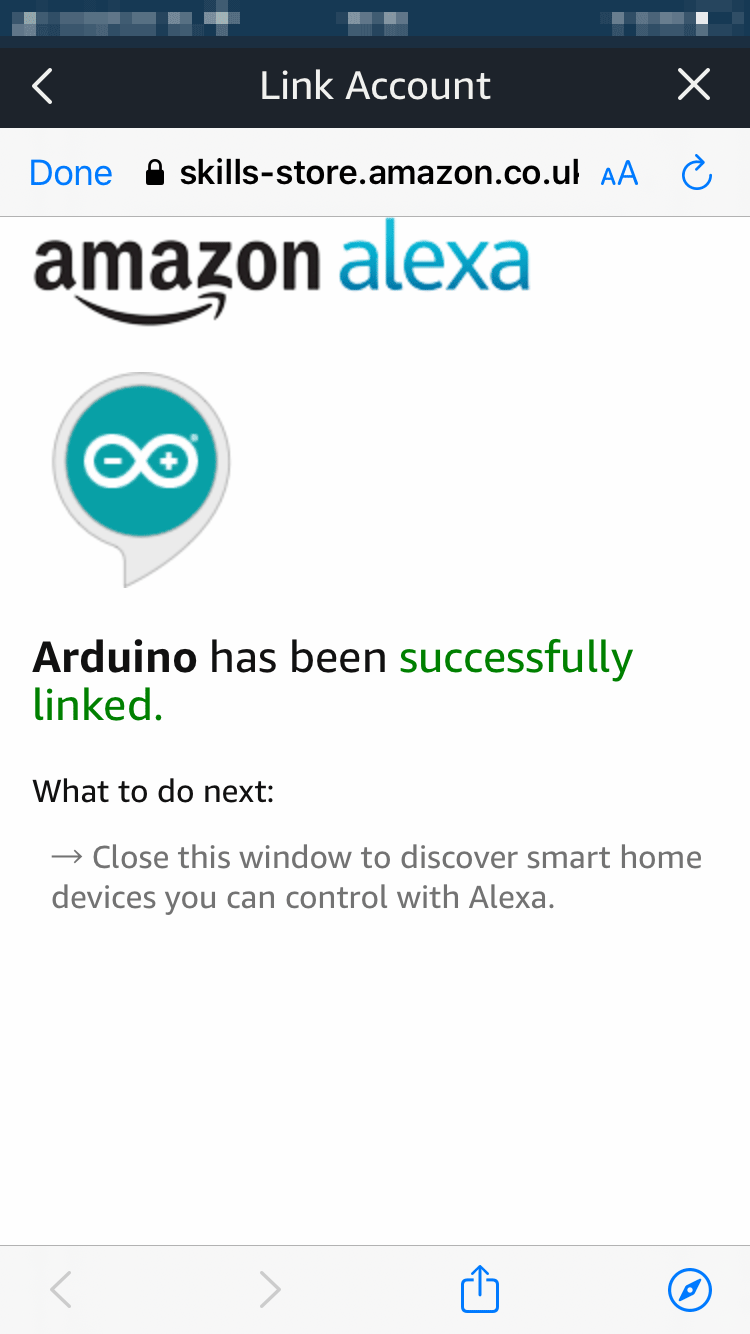 Link Account
Done skills-store.amazon.co.uk AA
amazon alexa
Arduino has been successfully
linked.
What to do next:
→ Close this window to discover smart home
devices you can control with Alexa.